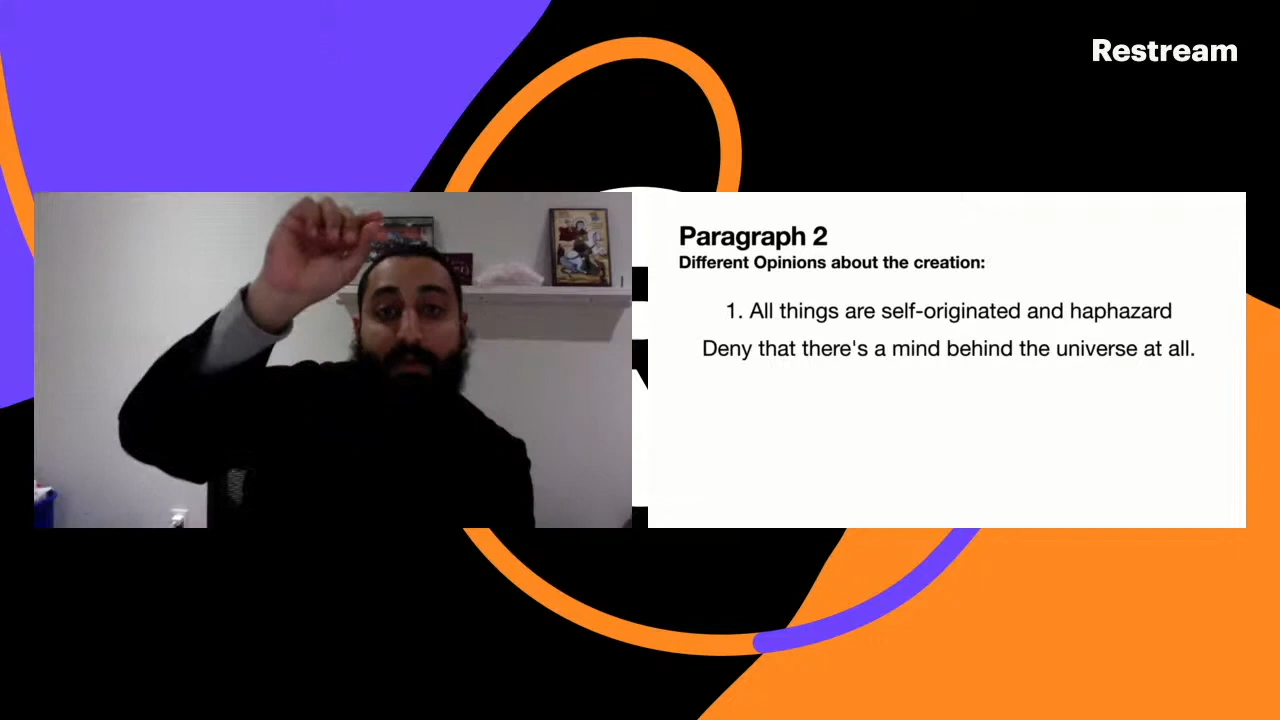 Restream
Paragraph 2
Different Opinions about the creation:
1. All things are self-originated and haphazard
Deny that there's a mind behind the universe at all.